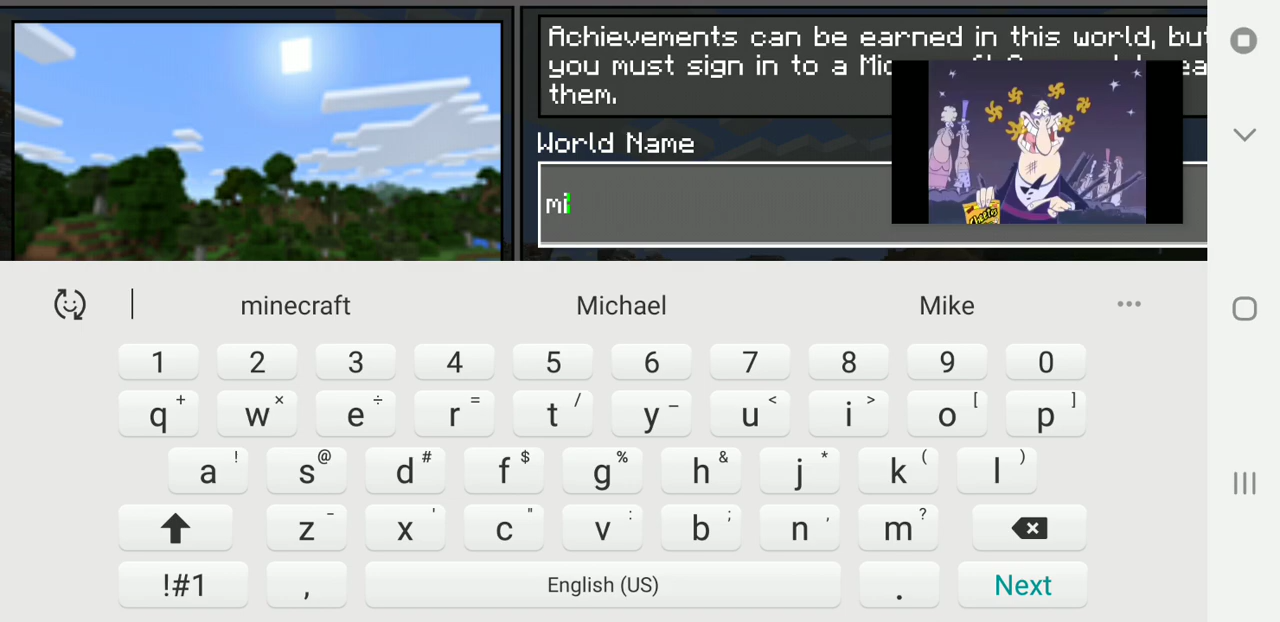 Achievements can be earned in this world, but
you must sign in to a
them.
World Name
mi
Cheetos
minecraft
Michael
Mike
1 2 3 4 5 6 7 8 9 0
q + w × e ÷ r = t / y _ u < i > o [ p ]
a ! s @ d # f $ g % h & j * k ( l )
z - x ' c " v : b ; n , m ?
!#1 , English (US) . Next